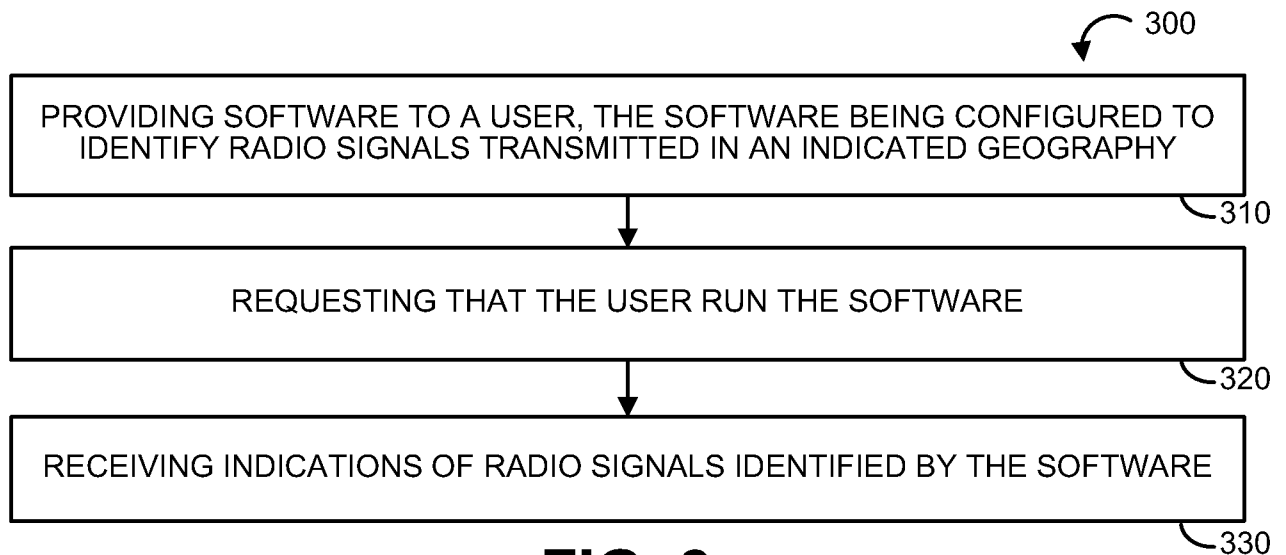 300
PROVIDING SOFTWARE TO A USER, THE SOFTWARE BEING CONFIGURED TO
IDENTIFY RADIO SIGNALS TRANSMITTED IN AN INDICATED GEOGRAPHY
310
REQUESTING THAT THE USER RUN THE SOFTWARE
320
RECEIVING INDICATIONS OF RADIO SIGNALS IDENTIFIED BY THE SOFTWARE
330